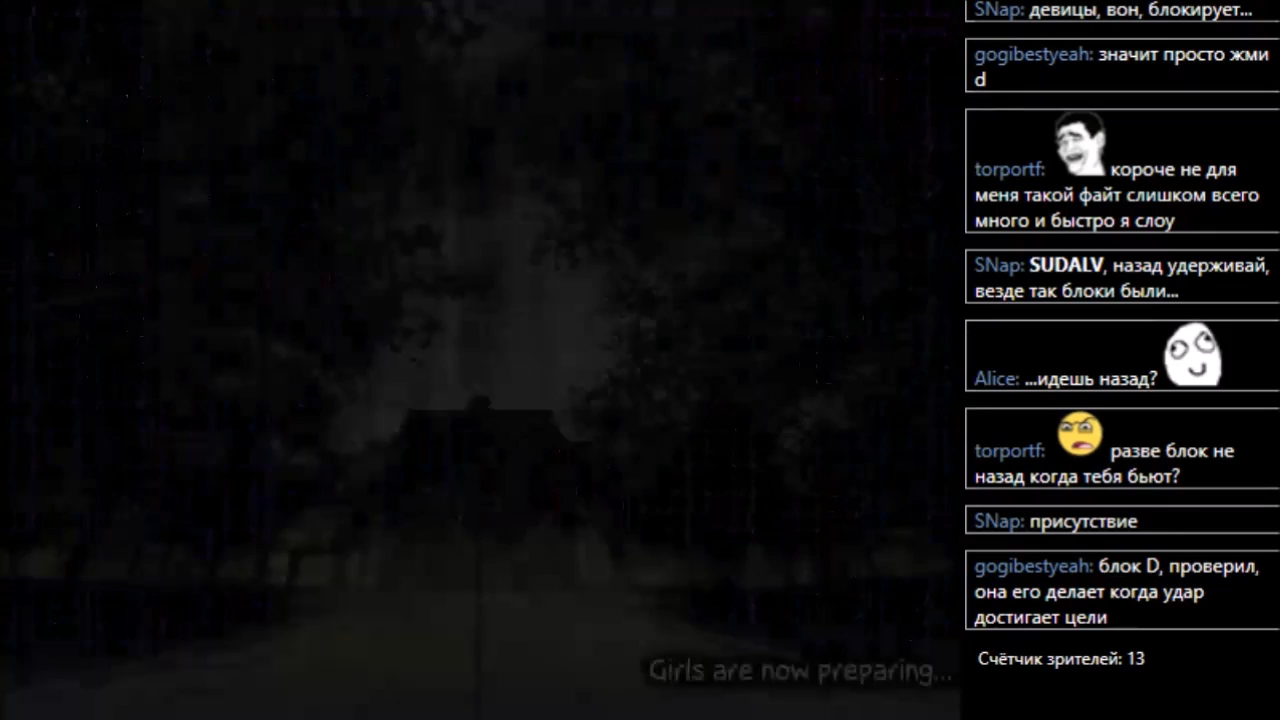 SNap: девицы, вон, блокирует...
gogibestyeah: значит просто жми
d
torportf: короче не для
меня такой файт слишком всего
много и быстро я слоу
SNap: SUDALV, назад удерживай,
везде так блоки были...
Alice: ...идешь назад?
torportf: разве блок не
назад когда тебя бьют?
SNap: присутствие
gogibestyeah: блок D, проверил,
она его делает когда удар
достигает цели
Счётчик зрителей: 13
Girls are now preparing...